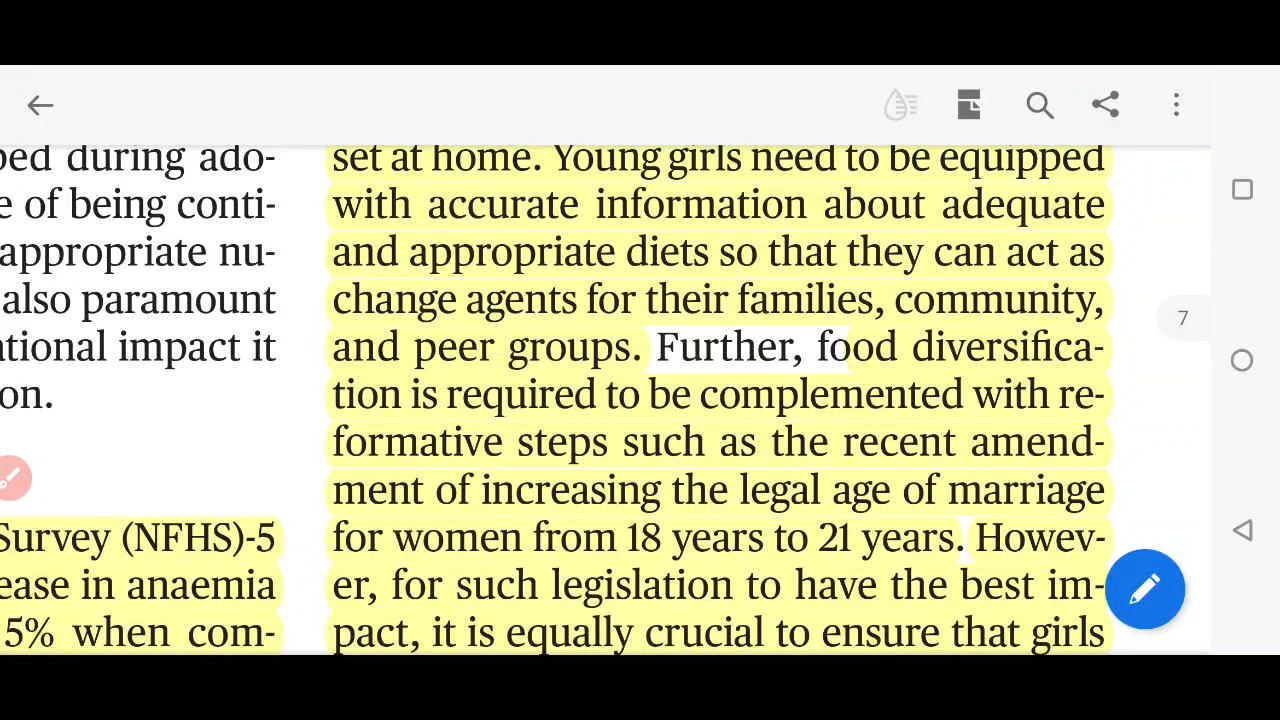 ped during ado-
e of being conti-
appropriate nu-
also paramount
ational impact it
on.
Survey (NFHS)-5
ease in anaemia
5% when com-
set at home. Young girls need to be equipped
with accurate information about adequate
and appropriate diets so that they can act as
change agents for their families, community,
and peer groups. Further, food diversifica-
tion is required to be complemented with re-
formative steps such as the recent amend-
ment of increasing the legal age of marriage
for women from 18 years to 21 years. Howev-
er, for such legislation to have the best im-
pact, it is equally crucial to ensure that girls
7